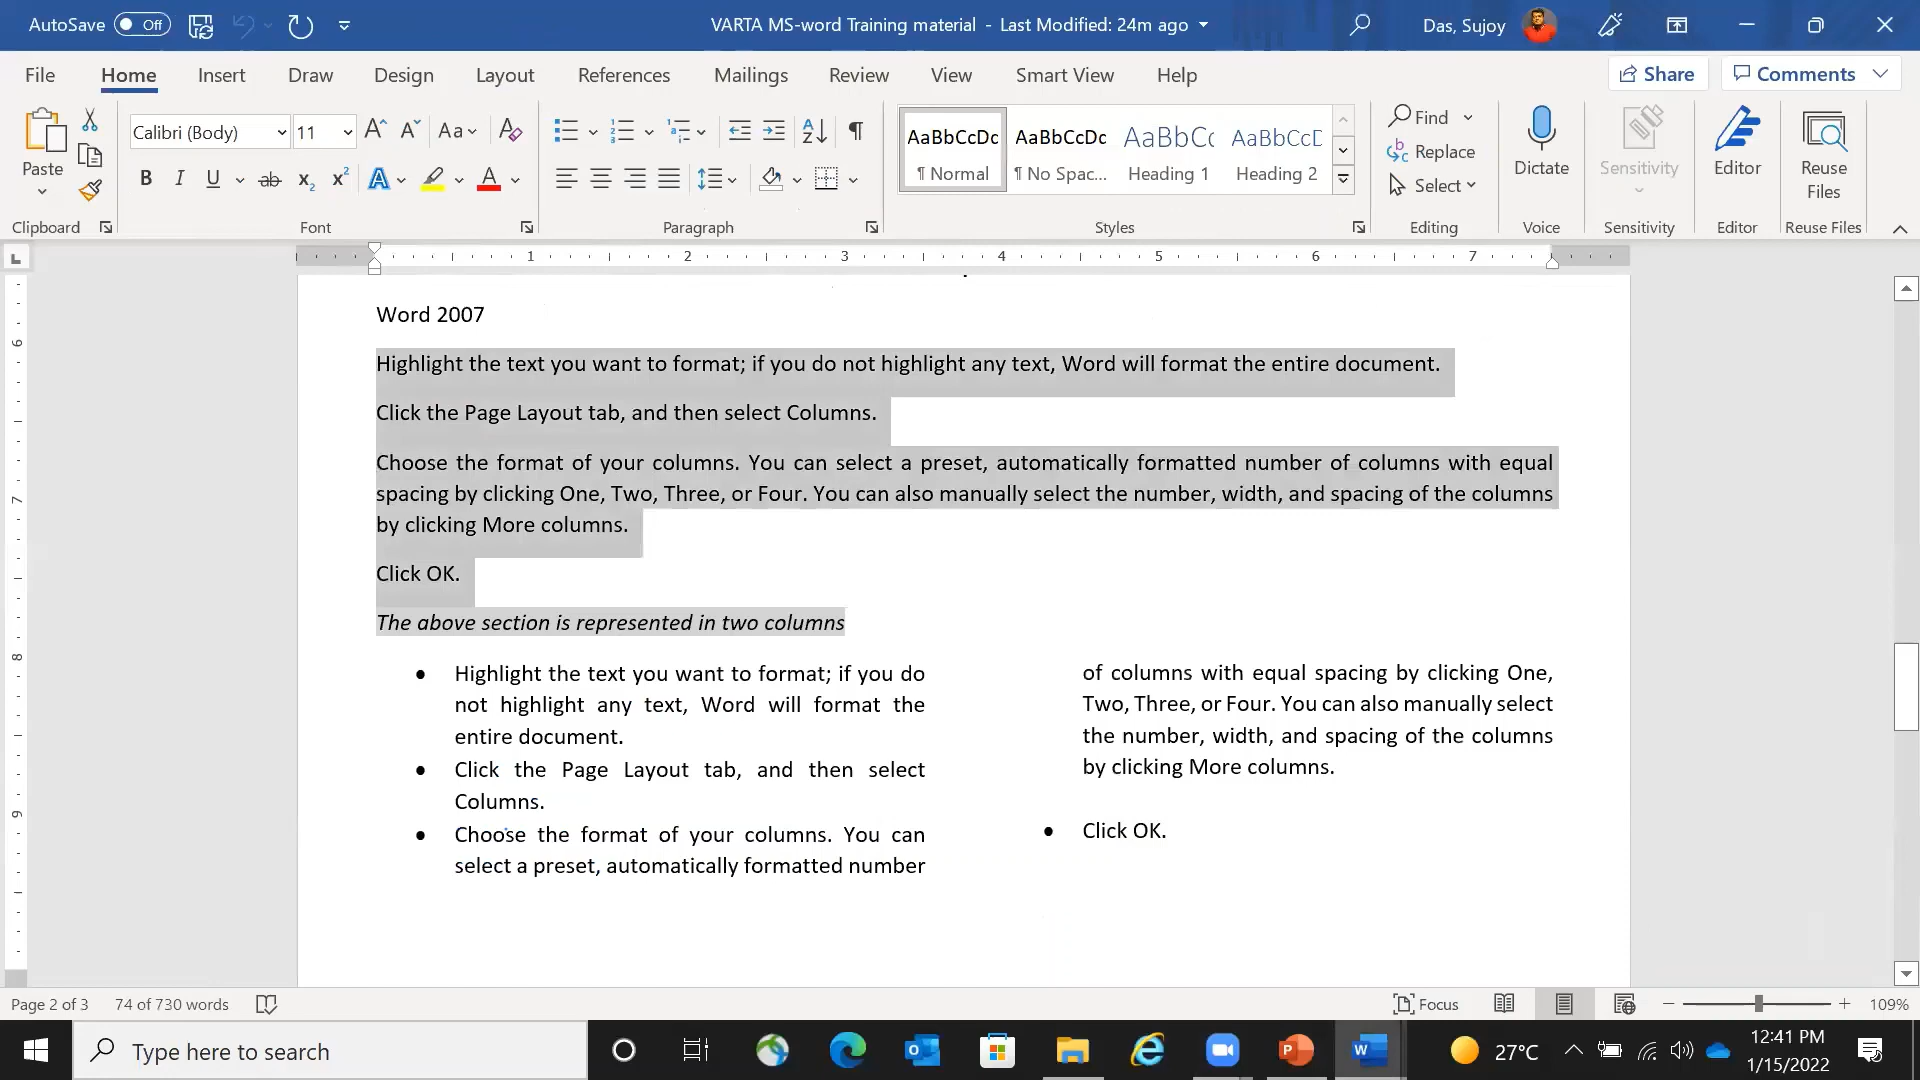 AutoSave Off VARTA MS-word Training material - Last Modified: 24m ago Das, Sujoy
File Home Insert Draw Design Layout References Mailings Review View Smart View Help Share Comments
Paste
Calibri (Body) 11
AaBbCcDc AaBbCcDc AaBbCc AaBbCcD
¶ Normal ¶ No Spac... Heading 1 Heading 2
Find
Replace
Select
Dictate
Sensitivity
Editor
Reuse
Files
Clipboard Font Paragraph Styles Editing Voice Sensitivity Editor Reuse Files
1 2 3 4 5 6 7
6
7
8
9
Word 2007
Highlight the text you want to format; if you do not highlight any text, Word will format the entire document.
Click the Page Layout tab, and then select Columns.
Choose the format of your columns. You can select a preset, automatically formatted number of columns with equal
spacing by clicking One, Two, Three, or Four. You can also manually select the number, width, and spacing of the columns
by clicking More columns.
Click OK.
The above section is represented in two columns
• Highlight the text you want to format; if you do
not highlight any text, Word will format the
entire document.
• Click the Page Layout tab, and then select
Columns.
• Choose the format of your columns. You can
select a preset, automatically formatted number
of columns with equal spacing by clicking One,
Two, Three, or Four. You can also manually select
the number, width, and spacing of the columns
by clicking More columns.
• Click OK.
Page 2 of 3 74 of 730 words Focus 109%
Type here to search
27°C
12:41 PM
1/15/2022